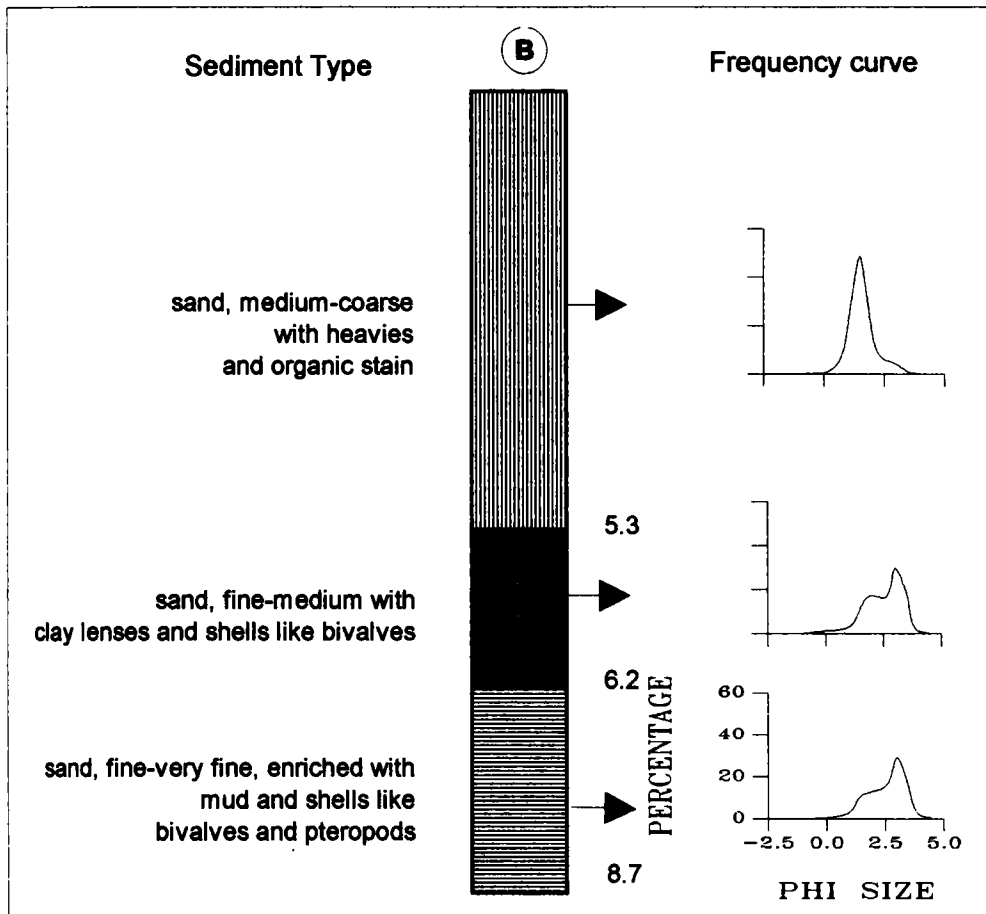 B
Sediment Type
Frequency curve
sand, medium-coarse
with heavies
and organic stain
5.3
sand, fine-medium with
clay lenses and shells like bivalves
6.2
sand, fine-very fine, enriched with
mud and shells like
bivalves and pteropods
8.7
PERCENTAGE
60
40
20
0
-2.5 0.0 2.5 5.0
PHI SIZE